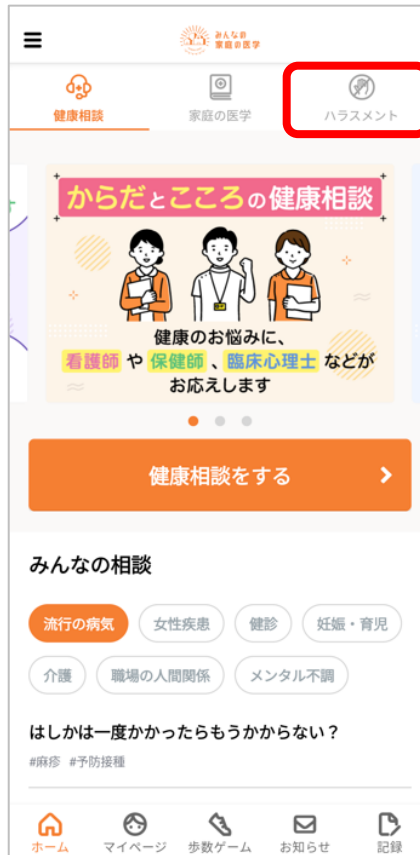 みんなの
家庭の医学
健康相談
家庭の医学
ハラスメント
からだとこころの健康相談
健康のお悩みに、
看護師 や 保健師 、臨床心理士 などが
お応えします
健康相談をする
みんなの相談
流行の病気
女性疾患
健診
妊娠・育児
介護
職場の人間関係
メンタル不調
はしかは一度かかったらもうかからない？
#麻疹 #予防接種
ホーム
マイページ
歩数ゲーム
お知らせ
記録